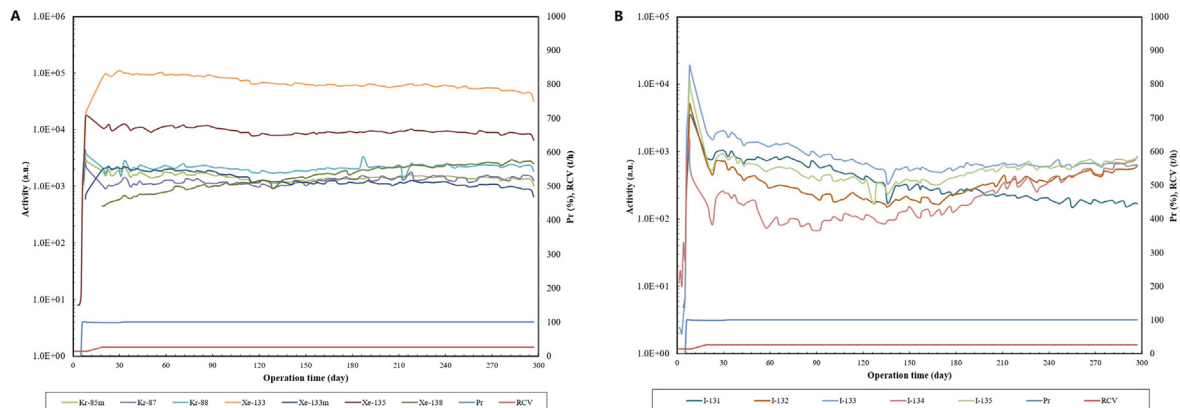 A
1.0E+06
1.0E+05
1.0E+04
1.0E+03
1.0E+02
1.0E+01
1.0E+00
Activity (a.u.)
1000
900
800
700
600
500
400
300
200
100
0
Pr (%), RCV (t/h)
0 30 60 90 120 150 180 210 240 270 300
Operation time (day)
Kr-85m Kr-87 Kr-88 Xe-133 Xe-133m Xe-135 Xe-138 Pr RCV
B
1.0E+05
1.0E+04
1.0E+03
1.0E+02
1.0E+01
1.0E+00
Activity (a.u.)
1000
900
800
700
600
500
400
300
200
100
0
Pr (%), RCV (t/h)
0 30 60 90 120 150 180 210 240 270 300
Operation time (day)
I-131 I-132 I-133 I-134 I-135 Pr RCV